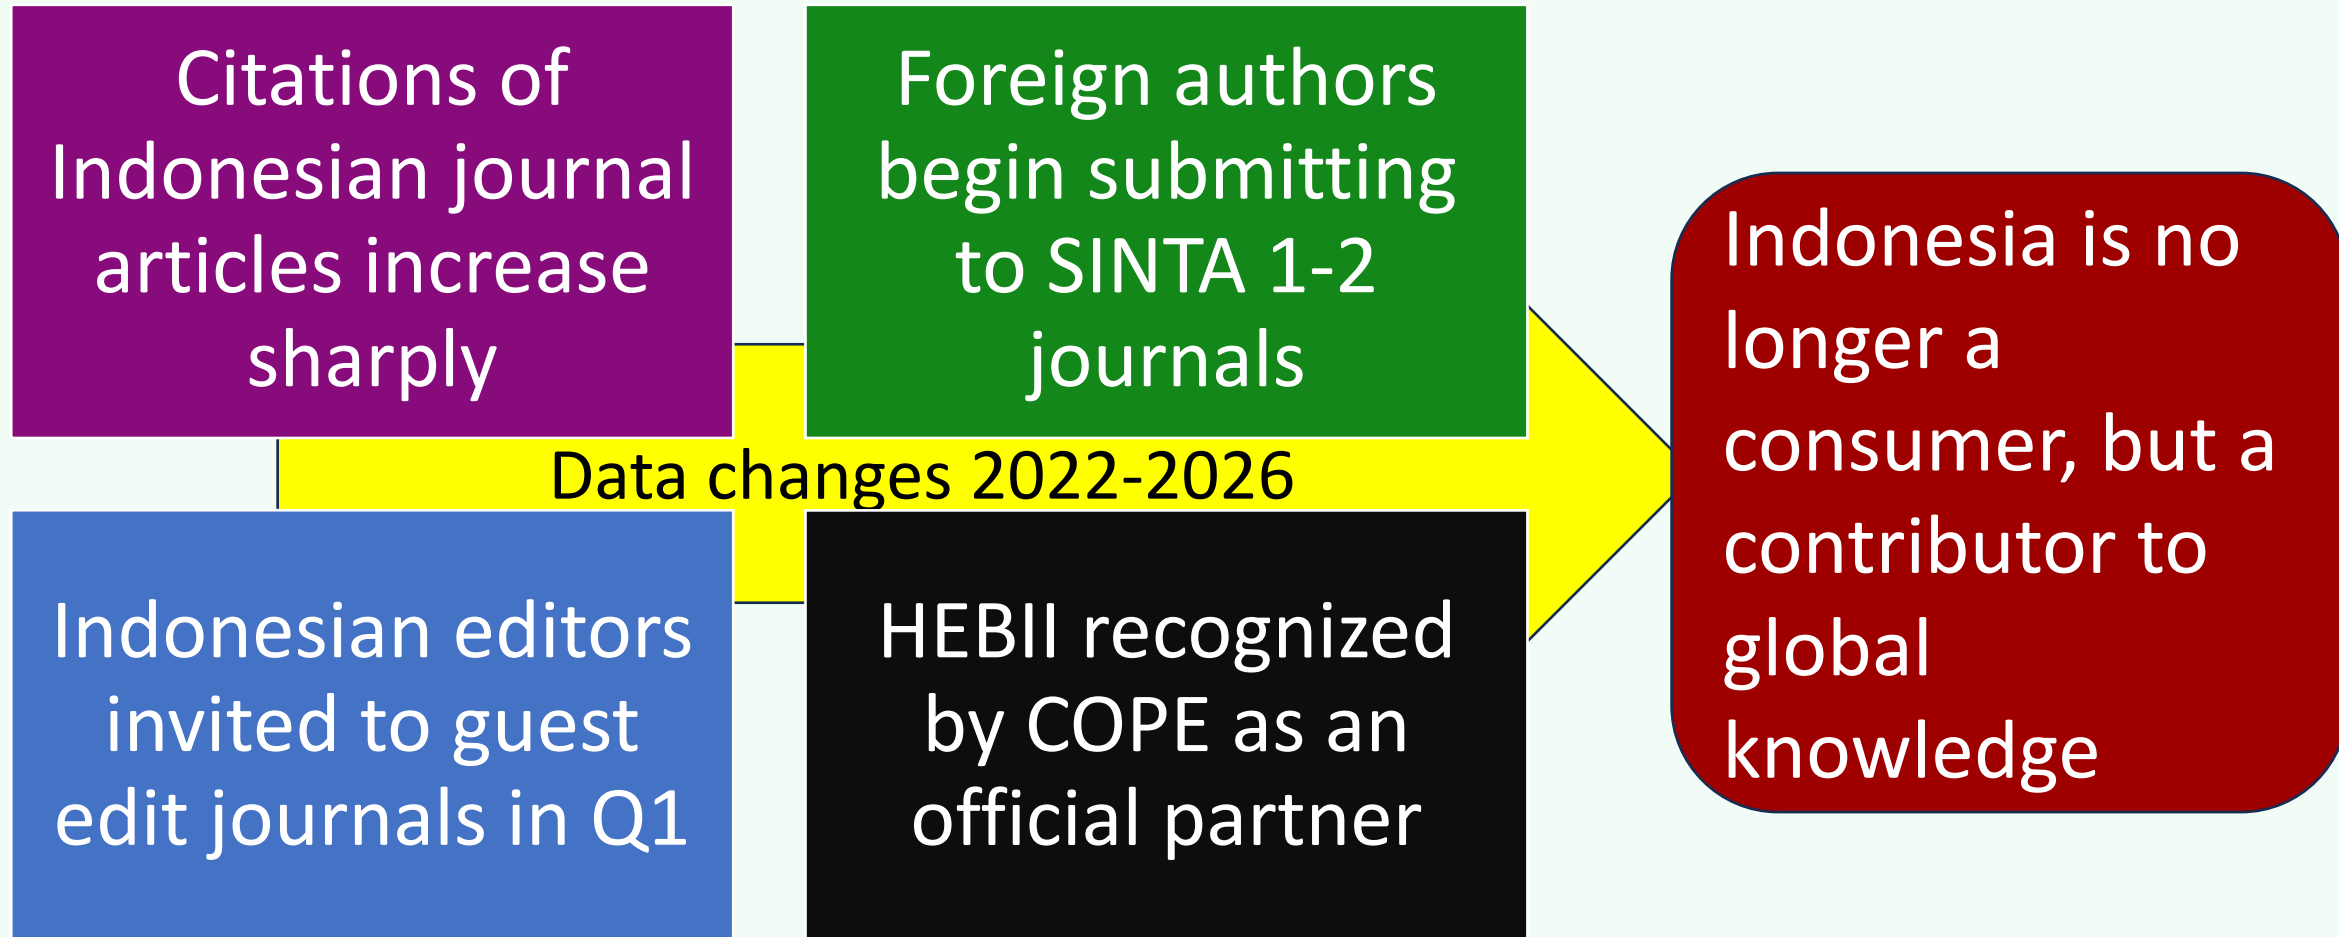 Citations of
Indonesian journal
articles increase
sharply
Foreign authors
begin submitting
to SINTA 1-2
journals
Data changes 2022-2026
Indonesian editors
invited to guest
edit journals in Q1
HEBII recognized
by COPE as an
official partner
Indonesia is no
longer a
consumer, but a
contributor to
global
knowledge